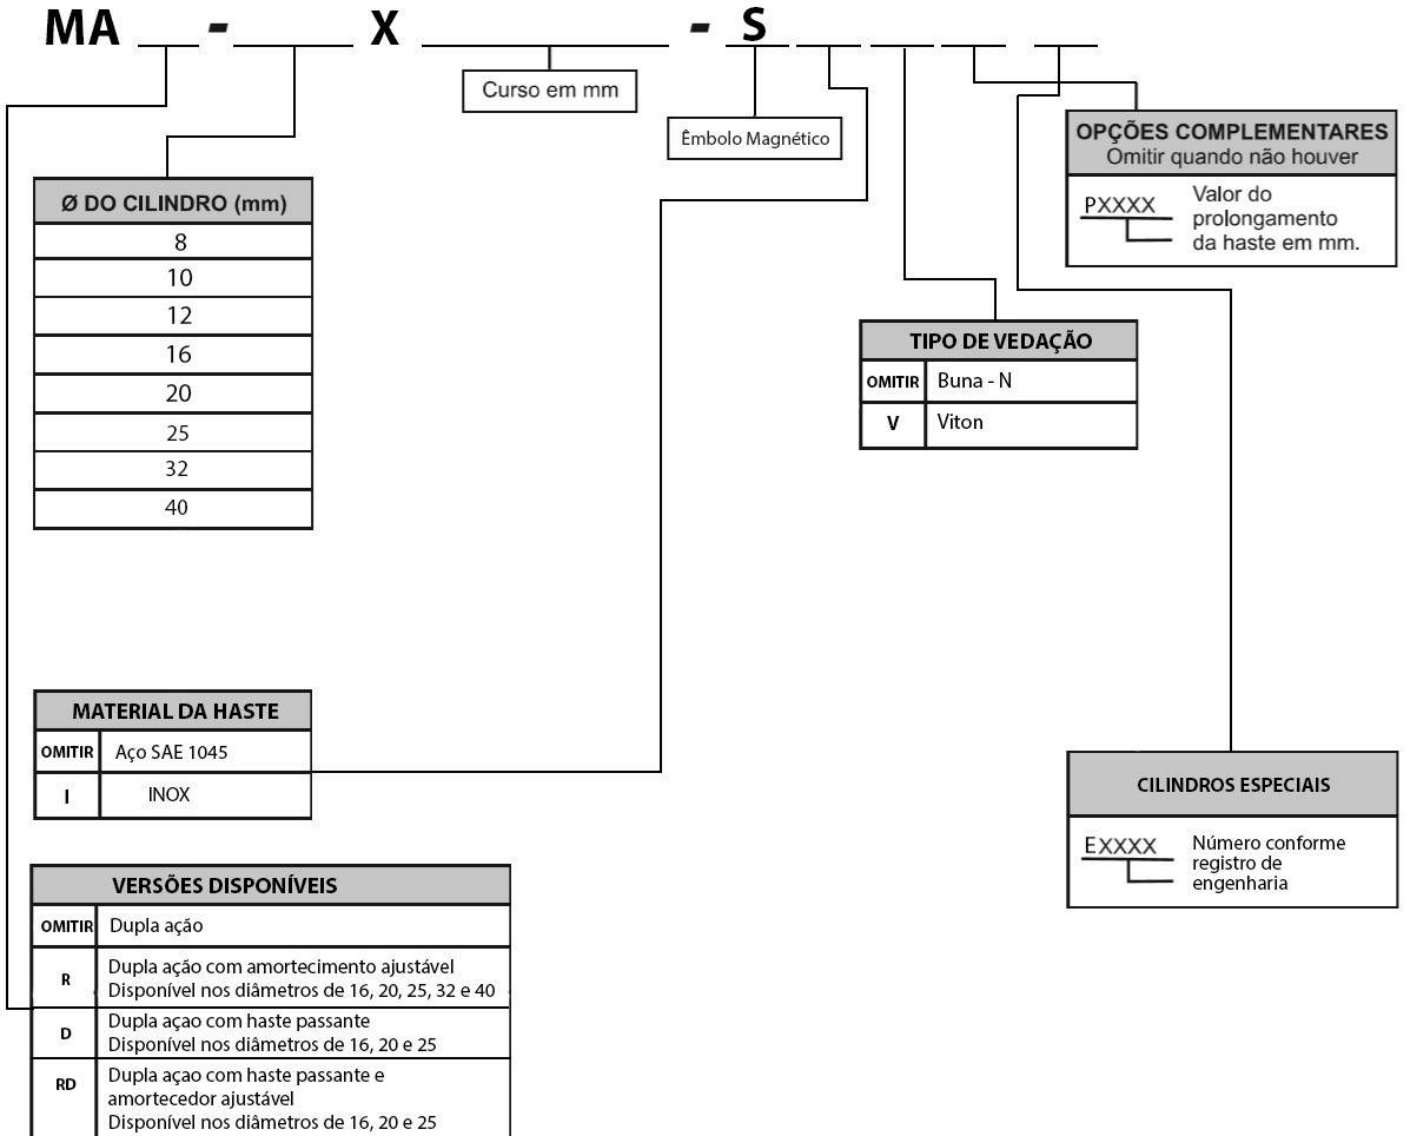 MA - X - S
Curso em mm
Êmbolo Magnético
OPÇÕES COMPLEMENTARES
Omitir quando não houver
PXXXX
Valor do
prolongamento
da haste em mm.
Ø DO CILINDRO (mm)
8
10
12
16
20
25
32
40
TIPO DE VEDAÇÃO
OMITIR Buna - N
V Viton
MATERIAL DA HASTE
OMITIR Aço SAE 1045
I INOX
CILINDROS ESPECIAIS
EXXXX
Número conforme
registro de
engenharia
VERSÕES DISPONÍVEIS
OMITIR Dupla ação
R
Dupla ação com amortecimento ajustável
Disponível nos diâmetros de 16, 20, 25, 32 e 40
D
Dupla açao com haste passante
Disponível nos diâmetros de 16, 20 e 25
RD
Dupla açao com haste passante e
amortecedor ajustável
Disponível nos diâmetros de 16, 20 e 25